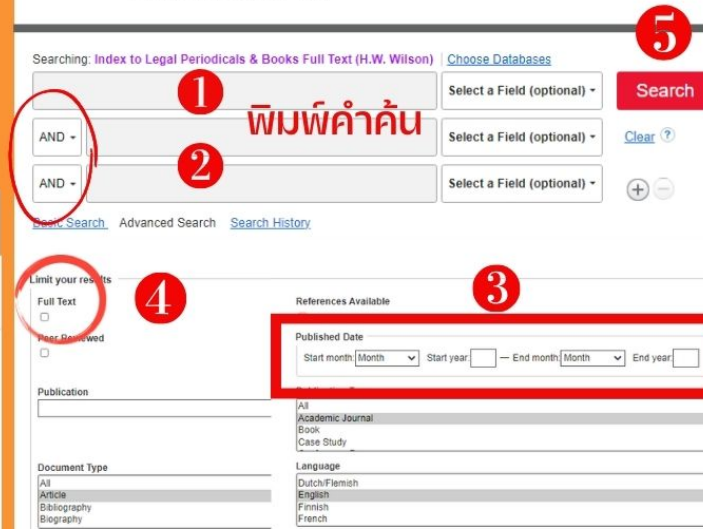 5
Searching: Index to Legal Periodicals & Books Full Text (H.W. Wilson) Choose Databases
1 Select a Field (optional) Search
พิมพ์คำค้น
AND Select a Field (optional) Clear ?
2
AND Select a Field (optional) + −
Basic Search Advanced Search Search History
Limit your results
4 3
Full Text References Available
Peer Reviewed Published Date
Start month: Month Start year: — End month: Month End year:
Publication
All
Academic Journal
Book
Case Study
Document Type Language
All Dutch/Flemish
Article English
Bibliography Finnish
Biography French